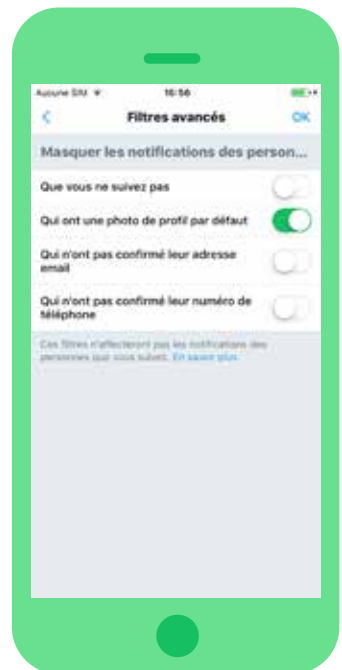 Aucune SIM 16:56
Filtres avancés OK
Masquer les notifications des person...
Que vous ne suivez pas
Qui ont une photo de profil par défaut
Qui n'ont pas confirmé leur adresse
email
Qui n'ont pas confirmé leur numéro de
téléphone
Ces filtres n'affecteront pas les notifications des
personnes que vous suivez. En savoir plus.